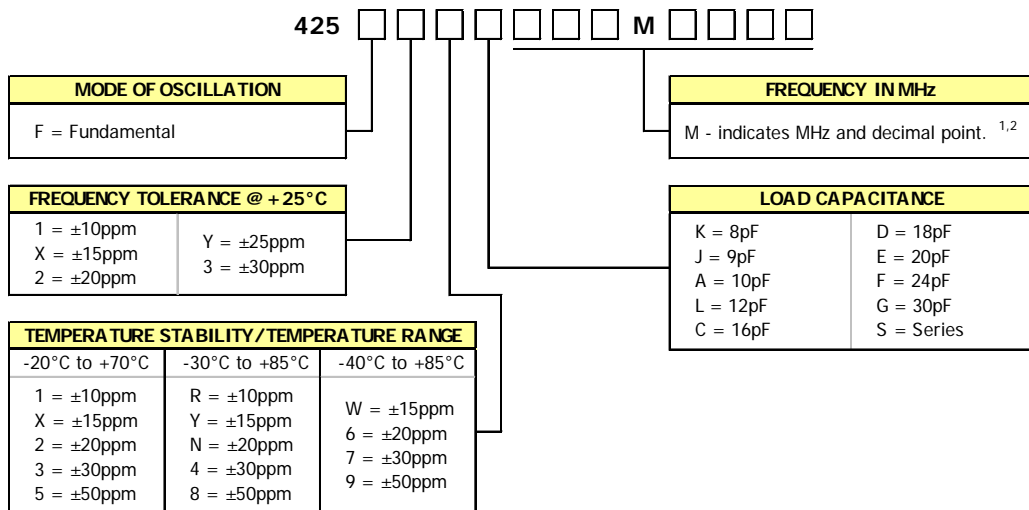 425 M
MODE OF OSCILLATION
F = Fundamental
FREQUENCY IN MHz
M - indicates MHz and decimal point. 1,2
FREQUENCY TOLERANCE @ +25°C
1 = ±10ppm
X = ±15ppm
2 = ±20ppm
Y = ±25ppm
3 = ±30ppm
LOAD CAPACITANCE
K = 8pF
J = 9pF
A = 10pF
L = 12pF
C = 16pF
D = 18pF
E = 20pF
F = 24pF
G = 30pF
S = Series
TEMPERATURE STABILITY/TEMPERATURE RANGE
-20°C to +70°C
1 = ±10ppm
X = ±15ppm
2 = ±20ppm
3 = ±30ppm
5 = ±50ppm
-30°C to +85°C
R = ±10ppm
Y = ±15ppm
N = ±20ppm
4 = ±30ppm
8 = ±50ppm
-40°C to +85°C
W = ±15ppm
6 = ±20ppm
7 = ±30ppm
9 = ±50ppm